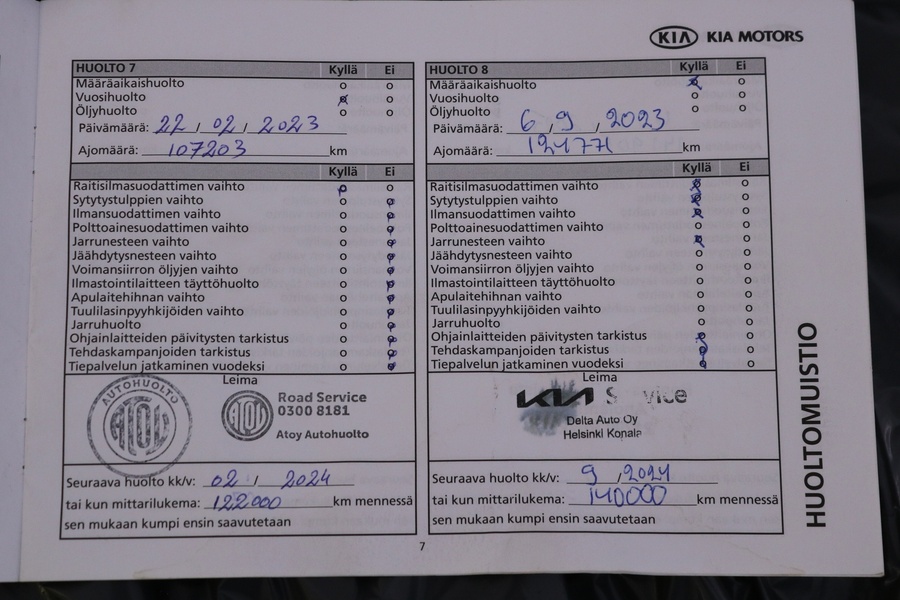 KIA KIA MOTORS
HUOLTO 7 Kyllä Ei
Määräaikaishuolto
Vuosihuolto
Öljyhuolto
Päivämäärä: 22 / 02 / 2023
Ajomäärä: 107203 km
Kyllä Ei
Raitisilmasuodattimen vaihto
Sytytystulppien vaihto
Ilmansuodattimen vaihto
Polttoainesuodattimen vaihto
Jarrunesteen vaihto
Jäähdytysnesteen vaihto
Voimansiirron öljyjen vaihto
Ilmastointilaitteen täyttöhuolto
Apulaitehihnan vaihto
Tuulilasinpyyhkijöiden vaihto
Jarruhuolto
Ohjainlaitteiden päivitysten tarkistus
Tehdaskampanjoiden tarkistus
Tiepalvelun jatkaminen vuodeksi
Leima
AUTOHUOLTO
ATOY
ATOY
Road Service
0300 8181
Atoy Autohuolto
Seuraava huolto kk/v: 02 / 2024
tai kun mittarilukema: 122000 km mennessä
sen mukaan kumpi ensin saavutetaan
HUOLTO 8 Kyllä Ei
Määräaikaishuolto
Vuosihuolto
Öljyhuolto
Päivämäärä: 6 / 9 / 2023
Ajomäärä: km
Kyllä Ei
Raitisilmasuodattimen vaihto
Sytytystulppien vaihto
Ilmansuodattimen vaihto
Polttoainesuodattimen vaihto
Jarrunesteen vaihto
Jäähdytysnesteen vaihto
Voimansiirron öljyjen vaihto
Ilmastointilaitteen täyttöhuolto
Apulaitehihnan vaihto
Tuulilasinpyyhkijöiden vaihto
Jarruhuolto
Ohjainlaitteiden päivitysten tarkistus
Tehdaskampanjoiden tarkistus
Tiepalvelun jatkaminen vuodeksi
Leima
KIA
Delta Auto Oy
Helsinki Konala
Seuraava huolto kk/v: 9 / 2024
tai kun mittarilukema: 140000 km mennessä
sen mukaan kumpi ensin saavutetaan
HUOLTOMUISTIO
7